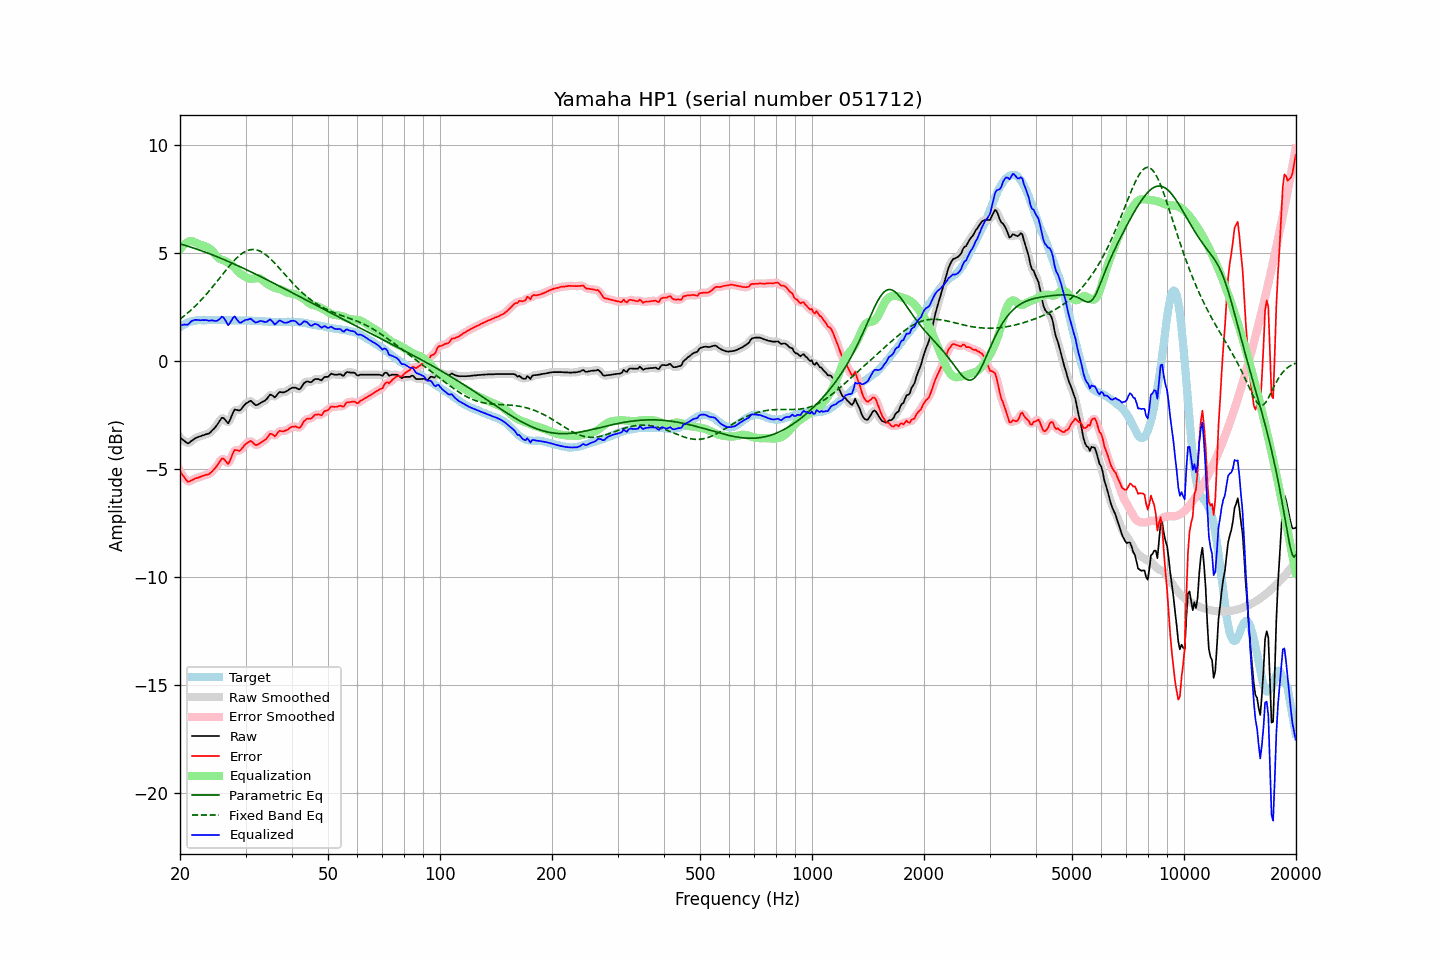 Yamaha HP1 (serial number 051712)
10
5
0
−5
−10
−15
−20
Amplitude (dBr)
Target
Raw Smoothed
Error Smoothed
Raw
Error
Equalization
Parametric Eq
Fixed Band Eq
Equalized
20 50 100 200 500 1000 2000 5000 10000 20000
Frequency (Hz)